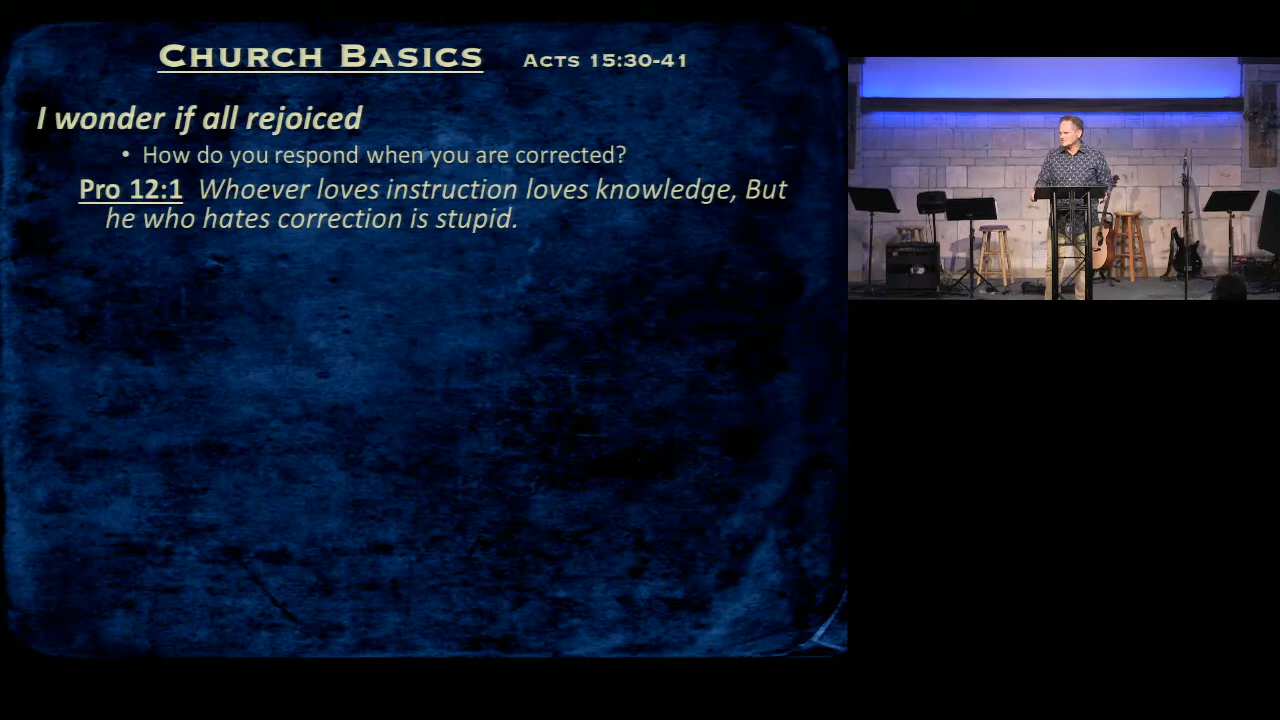 CHURCH BASICS ACTS 15:30-41
I wonder if all rejoiced
• How do you respond when you are corrected?
Pro 12:1 Whoever loves instruction loves knowledge, But
he who hates correction is stupid.